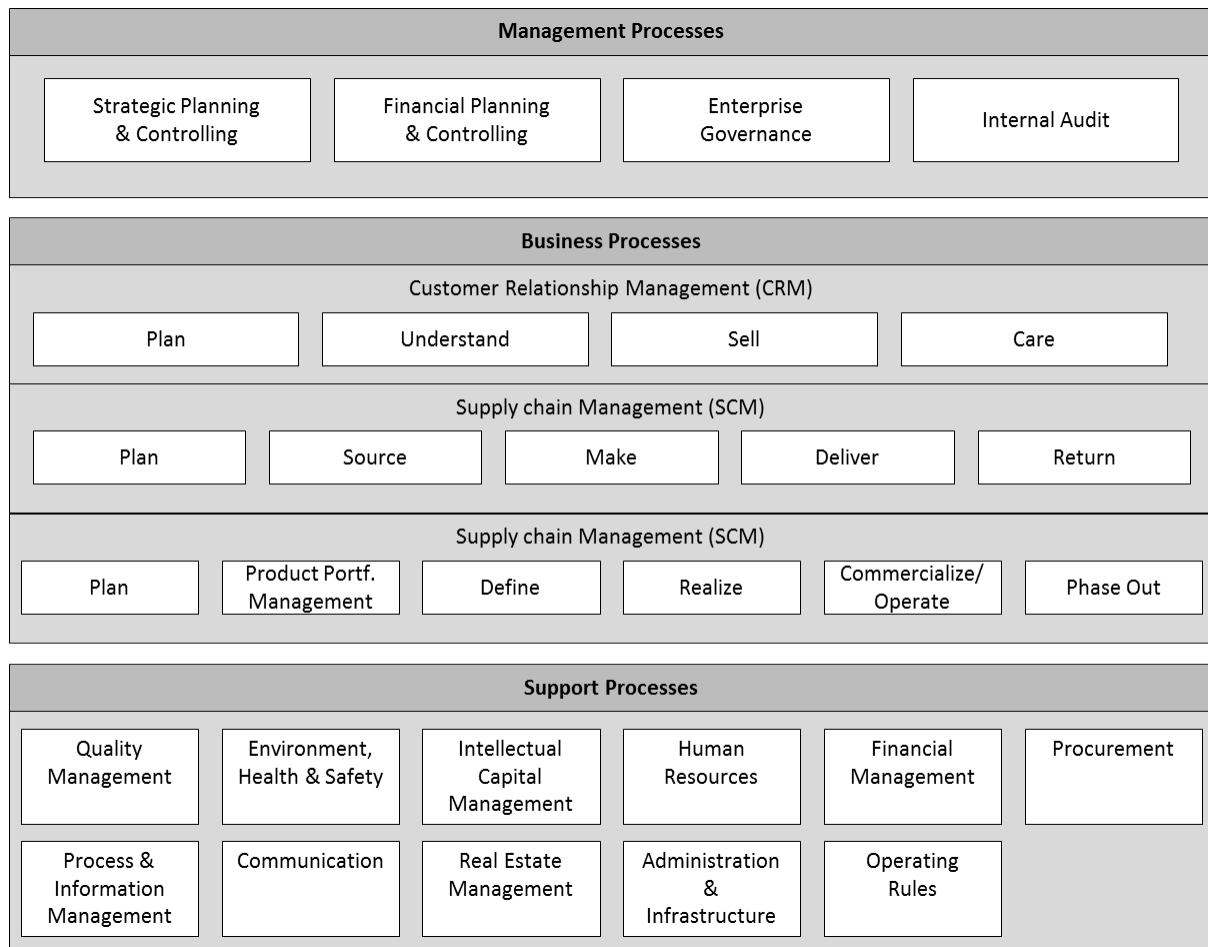 Management Processes
Strategic Planning
& Controlling
Financial Planning
& Controlling
Enterprise
Governance
Internal Audit
Business Processes
Customer Relationship Management (CRM)
Plan
Understand
Sell
Care
Supply chain Management (SCM)
Plan
Source
Make
Deliver
Return
Supply chain Management (SCM)
Plan
Product Portf.
Management
Define
Realize
Commercialize/
Operate
Phase Out
Support Processes
Quality
Management
Environment,
Health & Safety
Intellectual
Capital
Management
Human
Resources
Financial
Management
Procurement
Process &
Information
Management
Communication
Real Estate
Management
Administration
&
Infrastructure
Operating
Rules